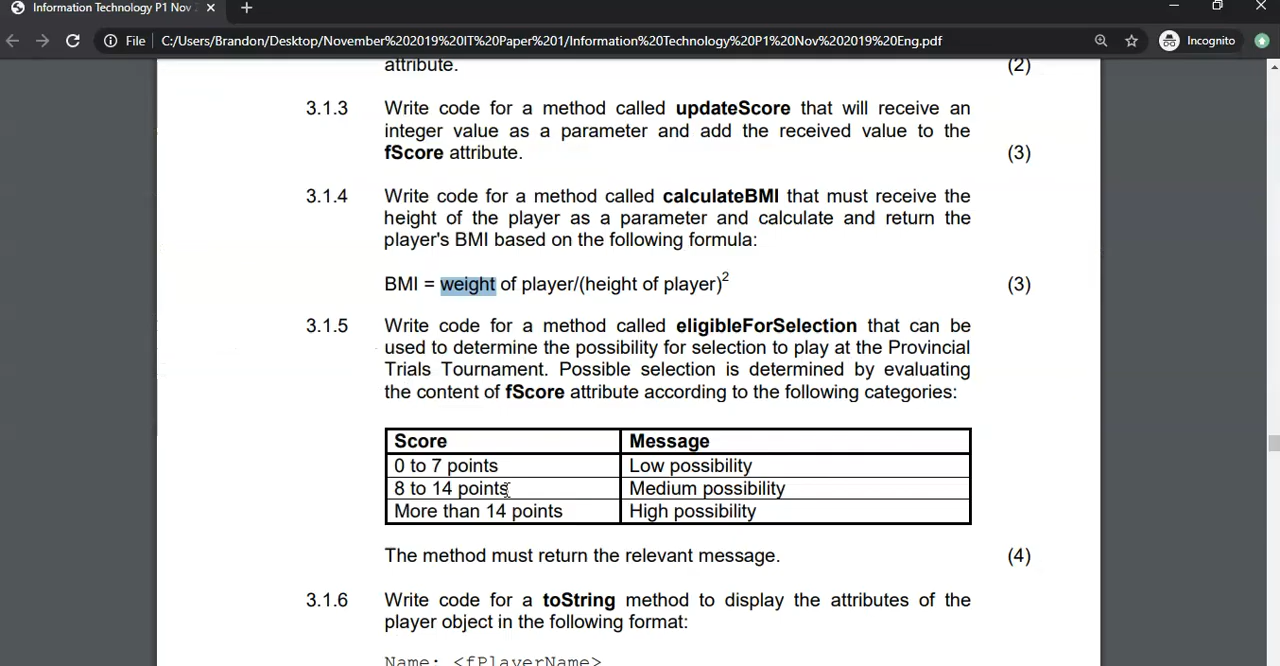 Information Technology P1 Nov
File C:/Users/Brandon/Desktop/November%202019%20IT%20Paper%201/Information%20Technology%20P1%20Nov%202019%20Eng.pdf Incognito
attribute. (2)
3.1.3 Write code for a method called updateScore that will receive an
integer value as a parameter and add the received value to the
fScore attribute. (3)
3.1.4 Write code for a method called calculateBMI that must receive the
height of the player as a parameter and calculate and return the
player's BMI based on the following formula:
BMI = weight of player/(height of player)2 (3)
3.1.5 Write code for a method called eligibleForSelection that can be
used to determine the possibility for selection to play at the Provincial
Trials Tournament. Possible selection is determined by evaluating
the content of fScore attribute according to the following categories:
Score Message
0 to 7 points Low possibility
8 to 14 points Medium possibility
More than 14 points High possibility
The method must return the relevant message. (4)
3.1.6 Write code for a toString method to display the attributes of the
player object in the following format:
Name: <fPlayerName>